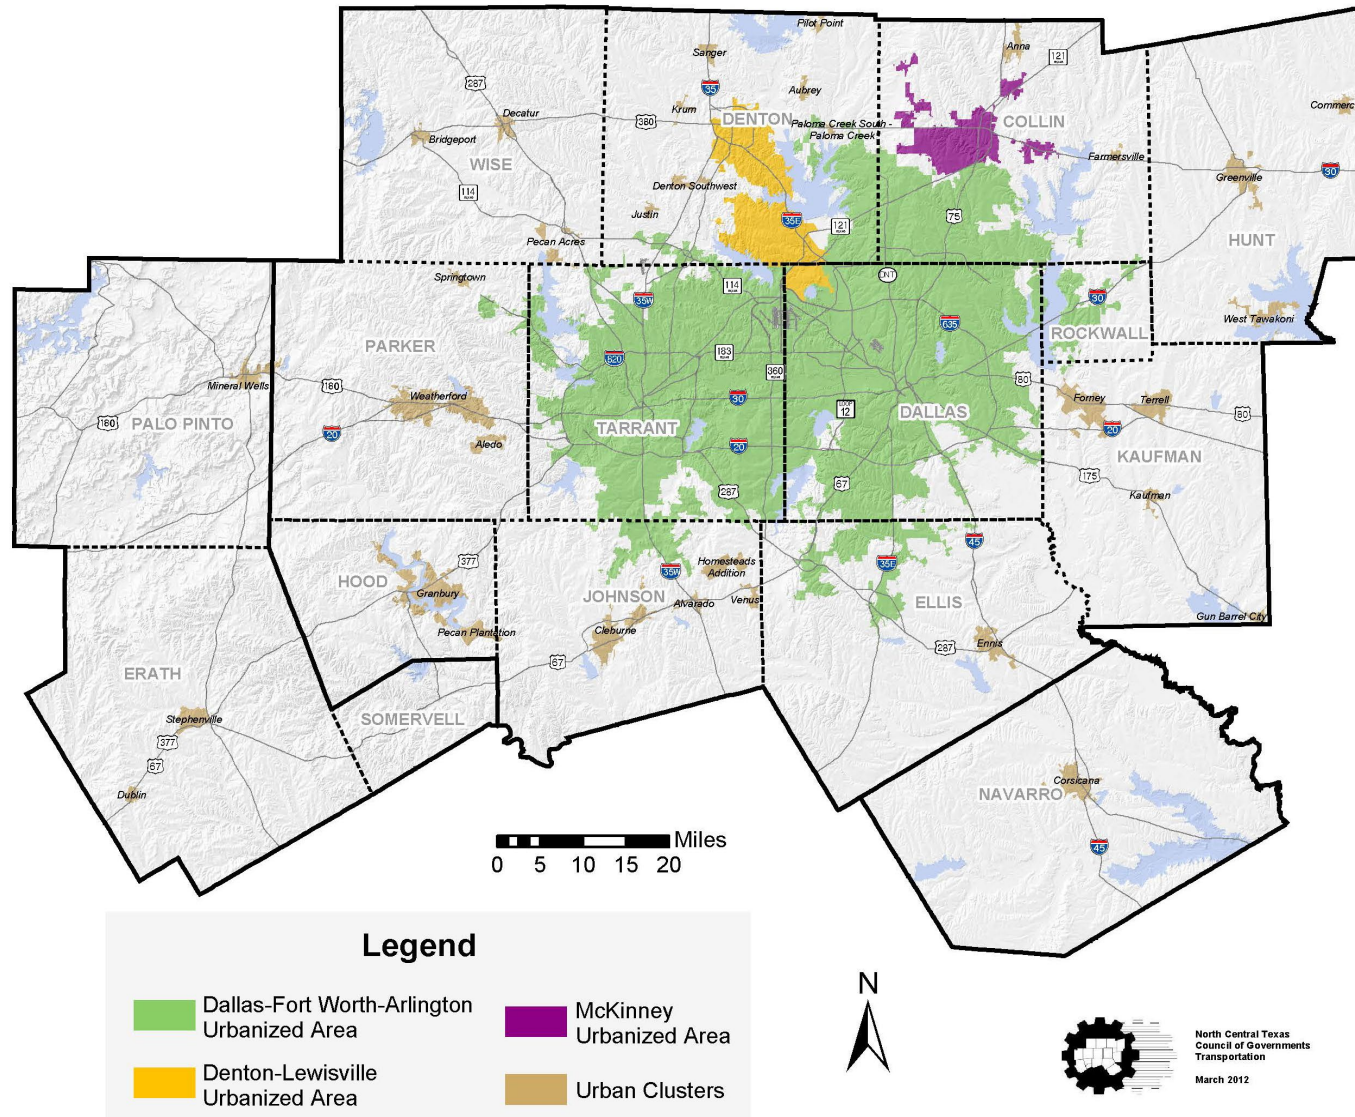 Pilot Point
Sanger
Anna
121
287
35
Aubrey
Commerc
Krum
Decatur
380
DENTON
Paloma Creek South -
Paloma Creek
COLLIN
Bridgeport
WISE
Farmersville
30
Greenville
Denton Southwest
114
Justin
75
35E
121
Pecan Acres
HUNT
Springtown
114
DNT
35W
30
635
West Tawakoni
ROCKWALL
PARKER
820
183
Mineral Wells
180
360
80
Weatherford
30
LOOP
12
Forney
Terrell
80
PALO PINTO
180
20
TARRANT
DALLAS
20
Aledo
20
KAUFMAN
175
287
67
Kaufman
45
377
Homesteads
Addition
35E
HOOD
35W
Granbury
JOHNSON
Alvarado
Venus
ELLIS
Gun Barrel City
Pecan Plantation
Cleburne
287
Ennis
67
ERATH
Stephenville
SOMERVELL
377
67
Dublin
Corsicana
NAVARRO
45
Miles
0 5 10 15 20
Legend
Dallas-Fort Worth-Arlington
Urbanized Area
McKinney
Urbanized Area
Denton-Lewisville
Urbanized Area
Urban Clusters
N
North Central Texas
Council of Governments
Transportation
March 2012